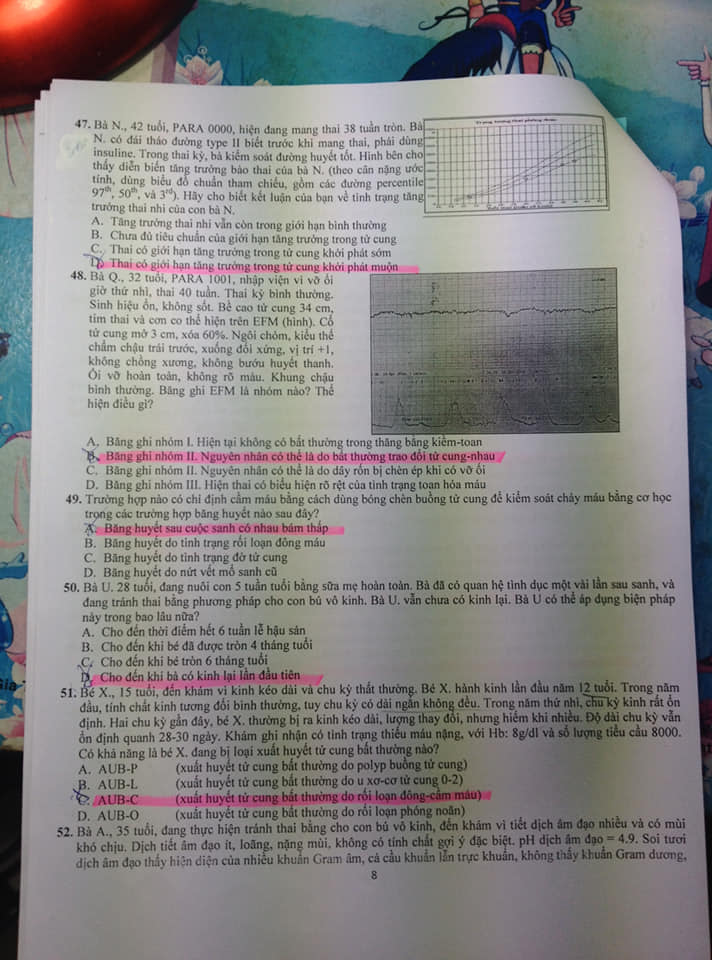 47. Bà N., 42 tuổi, PARA 0000, hiện đang mang thai 38 tuần tròn. Bà
N. có đái tháo đường type II biết trước khi mang thai, phải dùng
insuline. Trong thai kỳ, bà kiểm soát đường huyết tốt. Hình bên cho
thấy diễn biến tăng trưởng bào thai của bà N. (theo cân nặng ước
tính, dùng biểu đồ chuẩn tham chiếu, gồm các đường percentile
97th, 50th, và 3rd). Hãy cho biết kết luận của bạn về tình trạng tăng
trưởng thai nhi của con bà N.
A. Tăng trưởng thai nhi vẫn còn trong giới hạn bình thường
B. Chưa đủ tiêu chuẩn của giới hạn tăng trưởng trong tử cung
C. Thai có giới hạn tăng trưởng trong tử cung khởi phát sớm
D. Thai có giới hạn tăng trưởng trong tử cung khởi phát muộn
48. Bà Q., 32 tuổi, PARA 1001, nhập viện vì vỡ ối
giờ thứ nhì, thai 40 tuần. Thai kỳ bình thường.
Sinh hiệu ổn, không sốt. Bề cao tử cung 34 cm,
tim thai và cơn co thể hiện trên EFM (hình). Cổ
tử cung mở 3 cm, xóa 60%. Ngôi chỏm, kiểu thế
chẩm chậu trái trước, xuống đối xứng, vị trí +1,
không chồng xương, không bướu huyết thanh.
Ối vỡ hoàn toàn, không rõ màu. Khung chậu
bình thường. Băng ghi EFM là nhóm nào? Thể
hiện điều gì?
A. Băng ghi nhóm I. Hiện tại không có bất thường trong thăng bằng kiềm-toan
B. Băng ghi nhóm II. Nguyên nhân có thể là do bất thường trao đổi tử cung-nhau
C. Băng ghi nhóm II. Nguyên nhân có thể là do dây rốn bị chèn ép khi có vỡ ối
D. Băng ghi nhóm III. Hiện thai có biểu hiện rõ rệt của tình trạng toan hóa máu
49. Trường hợp nào có chỉ định cầm máu bằng cách dùng bóng chèn buồng tử cung để kiểm soát chảy máu bằng cơ học
trong các trường hợp băng huyết nào sau đây?
A. Băng huyết sau cuộc sanh có nhau bám thấp
B. Băng huyết do tình trạng rối loạn đông máu
C. Băng huyết do tình trạng đờ tử cung
D. Băng huyết do nứt vết mổ sanh cũ
50. Bà U. 28 tuổi, đang nuôi con 5 tuần tuổi bằng sữa mẹ hoàn toàn. Bà đã có quan hệ tình dục một vài lần sau sanh, và
đang tránh thai bằng phương pháp cho con bú vô kinh. Bà U. vẫn chưa có kinh lại. Bà U có thể áp dụng biện pháp
này trong bao lâu nữa?
A. Cho đến thời điểm hết 6 tuần lễ hậu sản
B. Cho đến khi bé đã được tròn 4 tháng tuổi
C. Cho đến khi bé tròn 6 tháng tuổi
D. Cho đến khi bà có kinh lại lần đầu tiên
51. Bé X., 15 tuổi, đến khám vì kinh kéo dài và chu kỳ thất thường. Bé X. hành kinh lần đầu năm 12 tuổi. Trong năm
đầu, tính chất kinh tương đối bình thường, tuy chu kỳ có dài ngắn không đều. Trong năm thứ nhì, chu kỳ kinh rất ổn
định. Hai chu kỳ gần đây, bé X. thường bị ra kinh kéo dài, lượng thay đổi, nhưng hiếm khi nhiều. Độ dài chu kỳ vẫn
ổn định quanh 28-30 ngày. Khám ghi nhận có tình trạng thiếu máu nặng, với Hb: 8g/dl và số lượng tiểu cầu 8000.
Có khả năng là bé X. đang bị loại xuất huyết tử cung bất thường nào?
A. AUB-P (xuất huyết tử cung bất thường do polyp buồng tử cung)
B. AUB-L (xuất huyết tử cung bất thường do u xơ-cơ tử cung 0-2)
C. AUB-C (xuất huyết tử cung bất thường do rối loạn đông-cầm máu)
D. AUB-O (xuất huyết tử cung bất thường do rối loạn phóng noãn)
52. Bà A., 35 tuổi, đang thực hiện tránh thai bằng cho con bú vô kinh, đến khám vì tiết dịch âm đạo nhiều và có mùi
khó chịu. Dịch tiết âm đạo ít, loãng, nặng mùi, không có tính chất gợi ý đặc biệt. pH dịch âm đạo = 4.9. Soi tươi
dịch âm đạo thấy hiện diện của nhiều khuẩn Gram âm, cả cầu khuẩn lẫn trực khuẩn, không thấy khuẩn Gram dương,
8